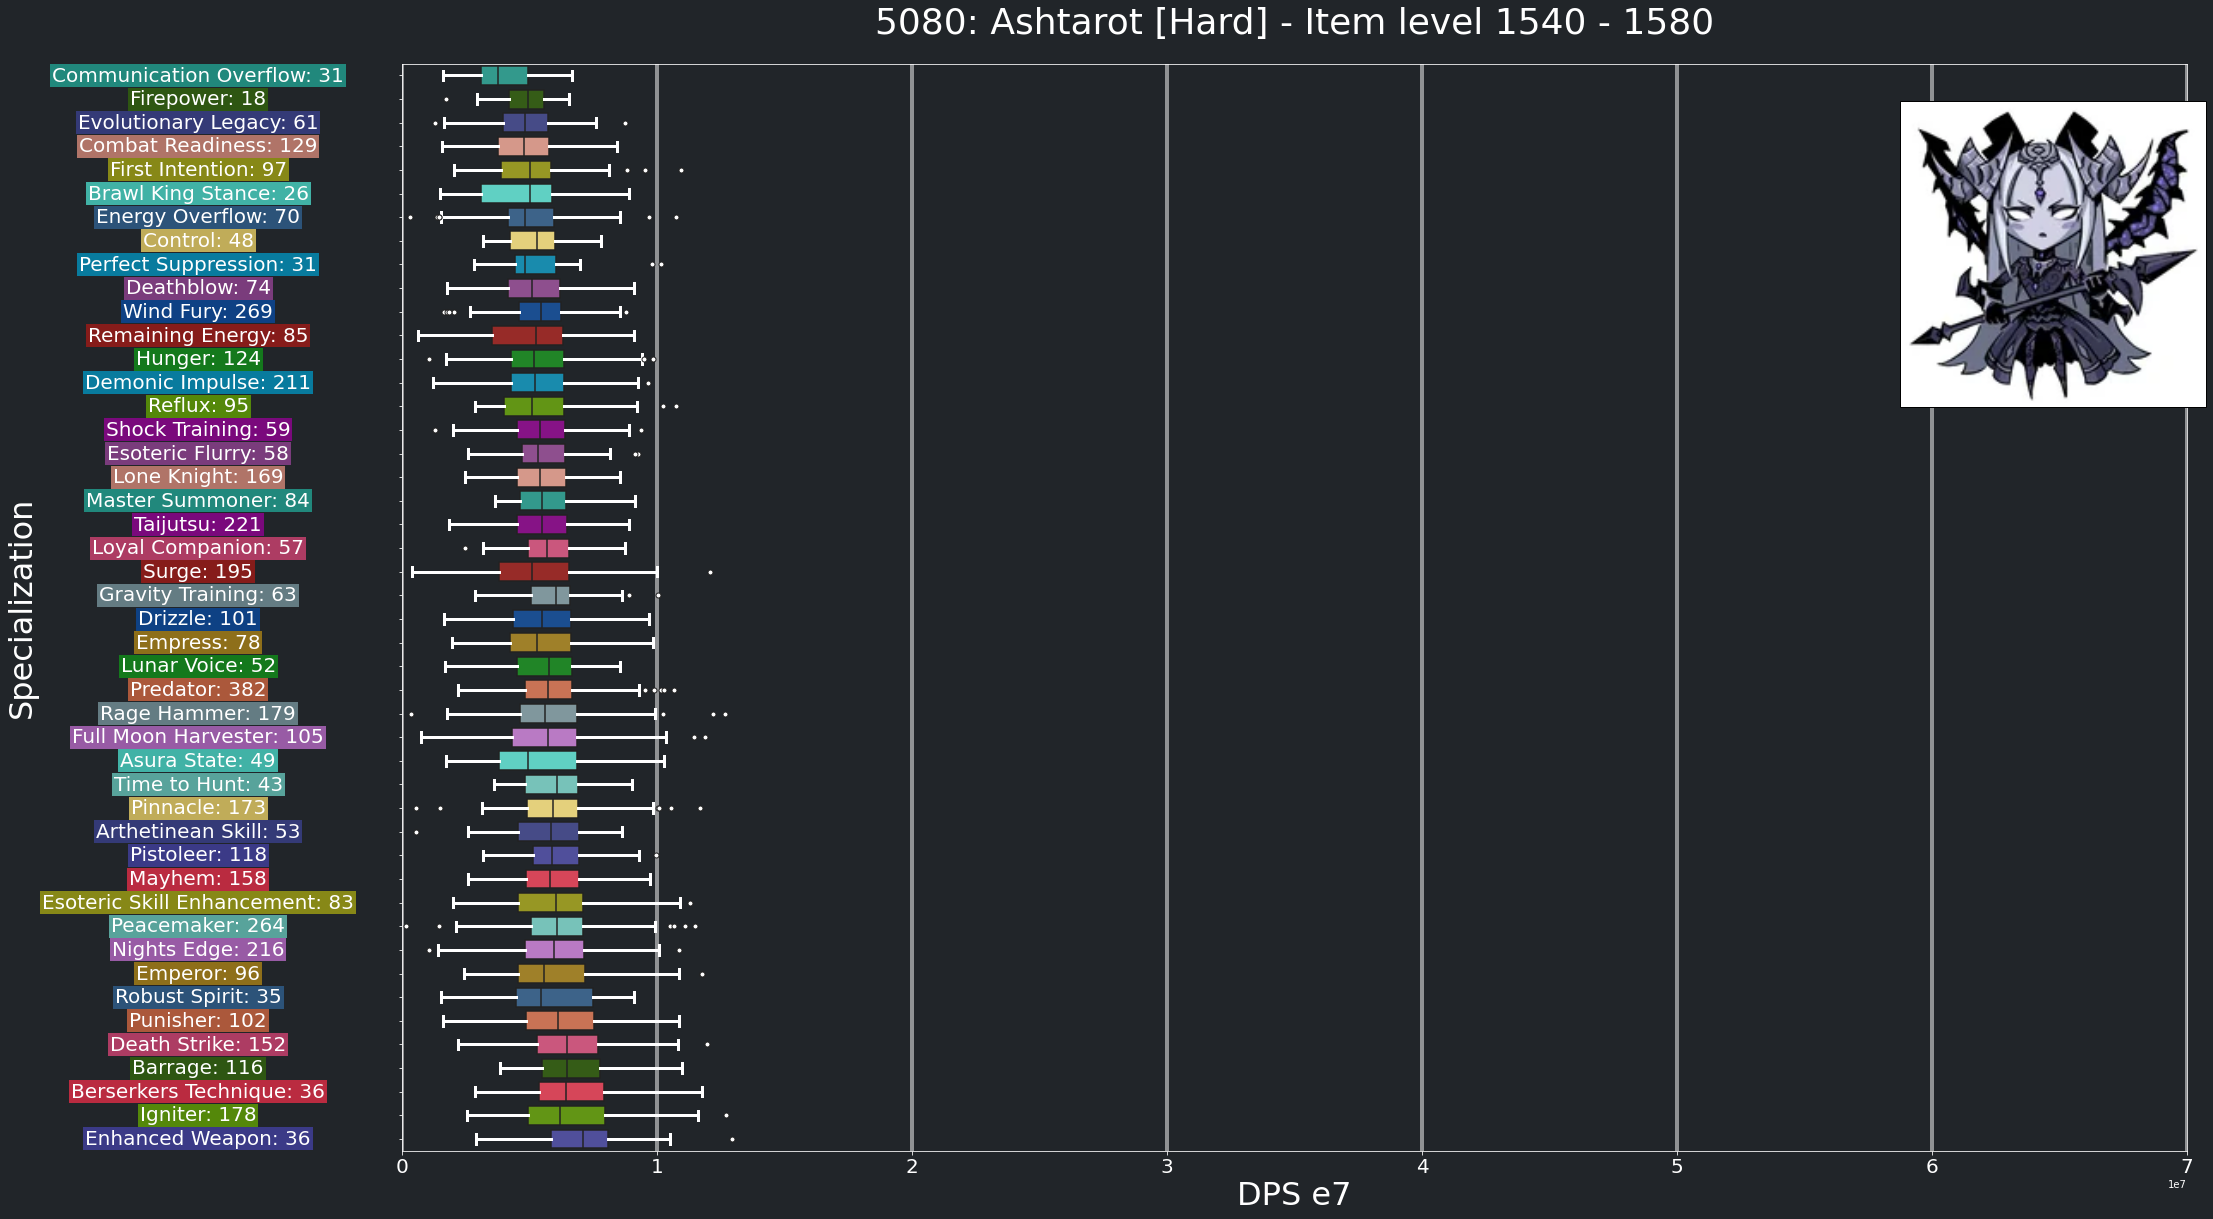 5080: Ashtarot [Hard] - Item level 1540 - 1580
Specialization
Communication Overflow: 31
Firepower: 18
Evolutionary Legacy: 61
Combat Readiness: 129
First Intention: 97
Brawl King Stance: 26
Energy Overflow: 70
Control: 48
Perfect Suppression: 31
Deathblow: 74
Wind Fury: 269
Remaining Energy: 85
Hunger: 124
Demonic Impulse: 211
Reflux: 95
Shock Training: 59
Esoteric Flurry: 58
Lone Knight: 169
Master Summoner: 84
Taijutsu: 221
Loyal Companion: 57
Surge: 195
Gravity Training: 63
Drizzle: 101
Empress: 78
Lunar Voice: 52
Predator: 382
Rage Hammer: 179
Full Moon Harvester: 105
Asura State: 49
Time to Hunt: 43
Pinnacle: 173
Arthetinean Skill: 53
Pistoleer: 118
Mayhem: 158
Esoteric Skill Enhancement: 83
Peacemaker: 264
Nights Edge: 216
Emperor: 96
Robust Spirit: 35
Punisher: 102
Death Strike: 152
Barrage: 116
Berserkers Technique: 36
Igniter: 178
Enhanced Weapon: 36
0 1 2 3 4 5 6 7
1e7
DPS e7